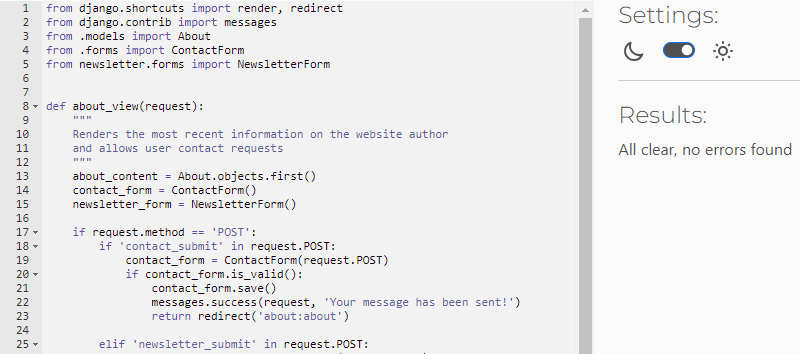 1 from django.shortcuts import render, redirect
2 from django.contrib import messages
3 from .models import About
4 from .forms import ContactForm
5 from newsletter.forms import NewsletterForm
6
7
8 def about_view(request):
9     """
10     Renders the most recent information on the website author
11     and allows user contact requests
12     """
13     about_content = About.objects.first()
14     contact_form = ContactForm()
15     newsletter_form = NewsletterForm()
16
17     if request.method == 'POST':
18         if 'contact_submit' in request.POST:
19             contact_form = ContactForm(request.POST)
20             if contact_form.is_valid():
21                 contact_form.save()
22                 messages.success(request, 'Your message has been sent!')
23                 return redirect('about:about')
24
25         elif 'newsletter_submit' in request.POST:
Settings:
Results:
All clear, no errors found